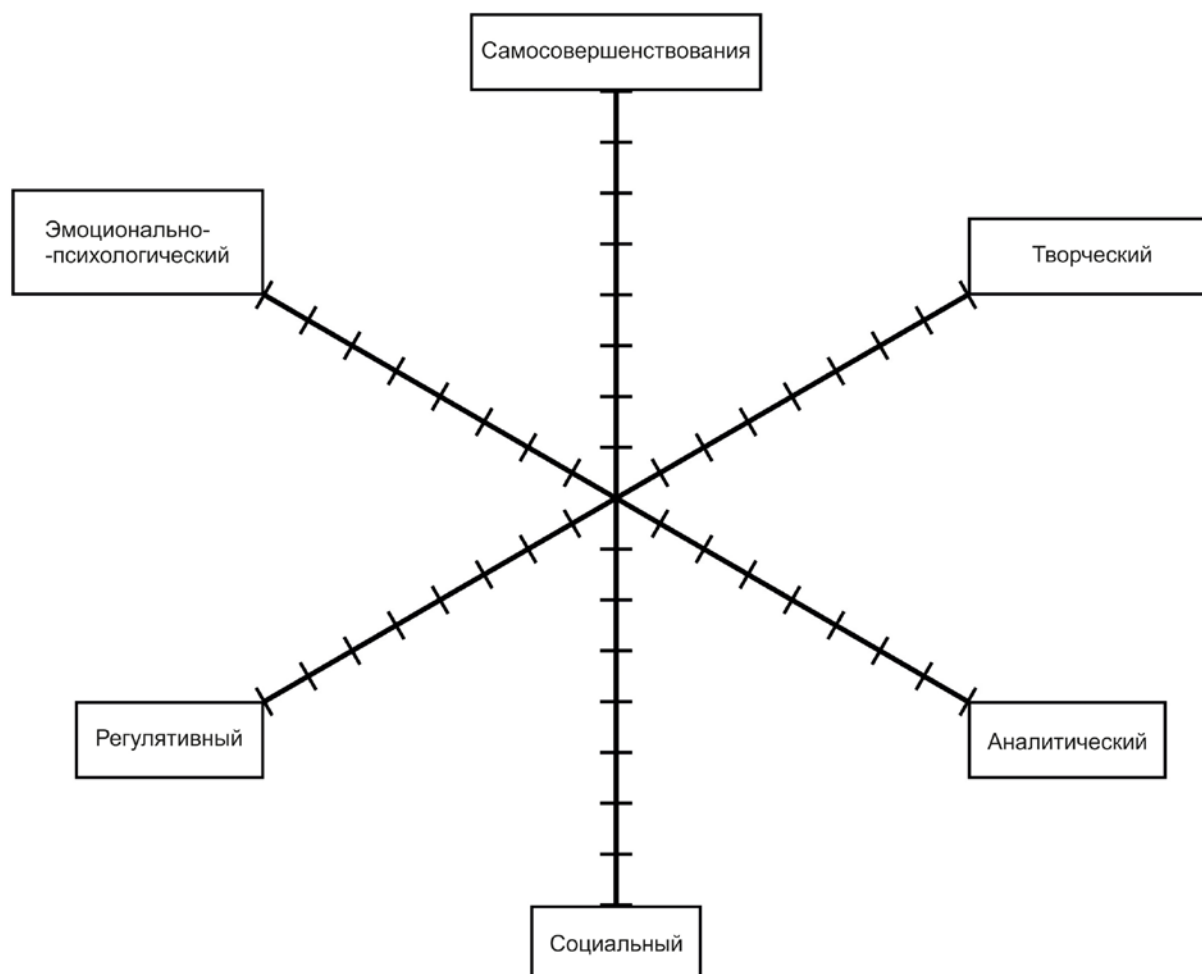 Самосовершенствования
Эмоционально-
-психологический
Творческий
Регулятивный
Аналитический
Социальный